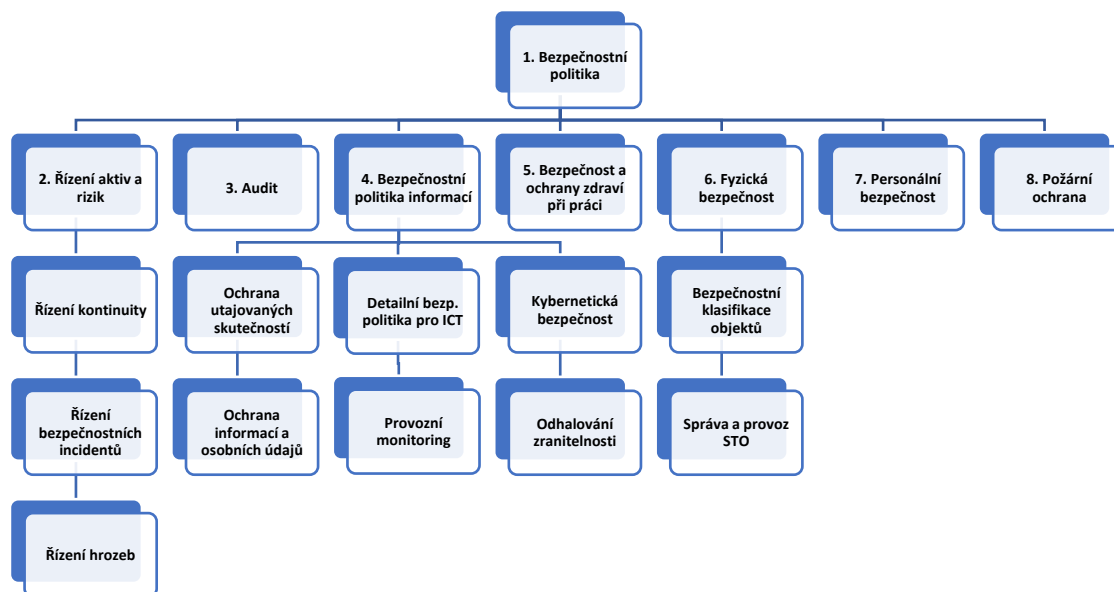 1. Bezpečnostní
politika
2. Řízení aktiv a
rizik
3. Audit
4. Bezpečnostní
politika informací
5. Bezpečnost a
ochrany zdraví
při práci
6. Fyzická
bezpečnost
7. Personální
bezpečnost
8. Požární
ochrana
Řízení kontinuity
Ochrana
utajovaných
skutečností
Detailní bezp.
politika pro ICT
Kybernetická
bezpečnost
Bezpečnostní
klasifikace
objektů
Řízení
bezpečnostních
incidentů
Ochrana
informací a
osobních údajů
Provozní
monitoring
Odhalování
zranitelnosti
Správa a provoz
STO
Řízení hrozeb